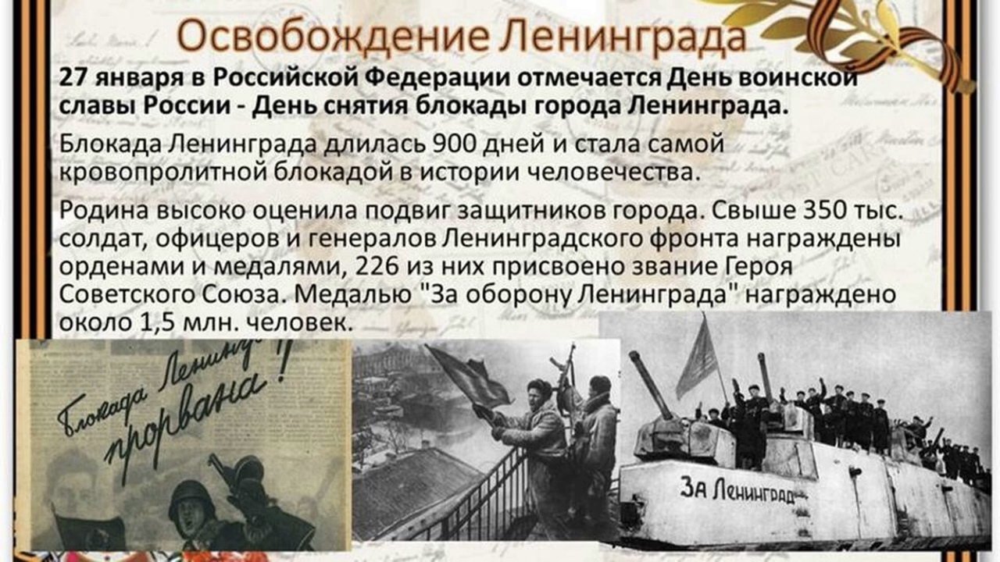 Освобождение Ленинграда
27 января в Российской Федерации отмечается День воинской
славы России - День снятия блокады города Ленинграда.
Блокада Ленинграда длилась 900 дней и стала самой
кровопролитной блокадой в истории человечества.
Родина высоко оценила подвиг защитников города. Свыше 350 тыс.
солдат, офицеров и генералов Ленинградского фронта награждены
орденами и медалями, 226 из них присвоено звание Героя
Советского Союза. Медалью "За оборону Ленинграда" награждено
около 1,5 млн. человек.
Блокада
прорвана!
За Ленинград